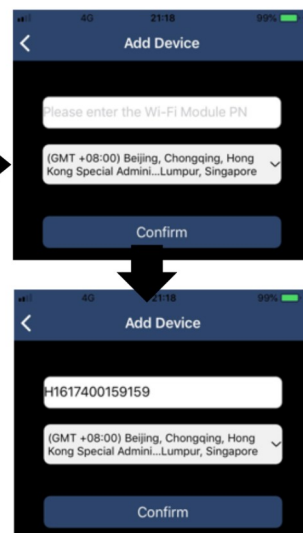 4G 21:18 99%
Add Device
Please enter the Wi-Fi Module PN
(GMT +08:00) Beijing, Chongqing, Hong
Kong Special Admini...Lumpur, Singapore
Confirm
4G 21:18 99%
Add Device
H1617400159159
(GMT +08:00) Beijing, Chongqing, Hong
Kong Special Admini...Lumpur, Singapore
Confirm